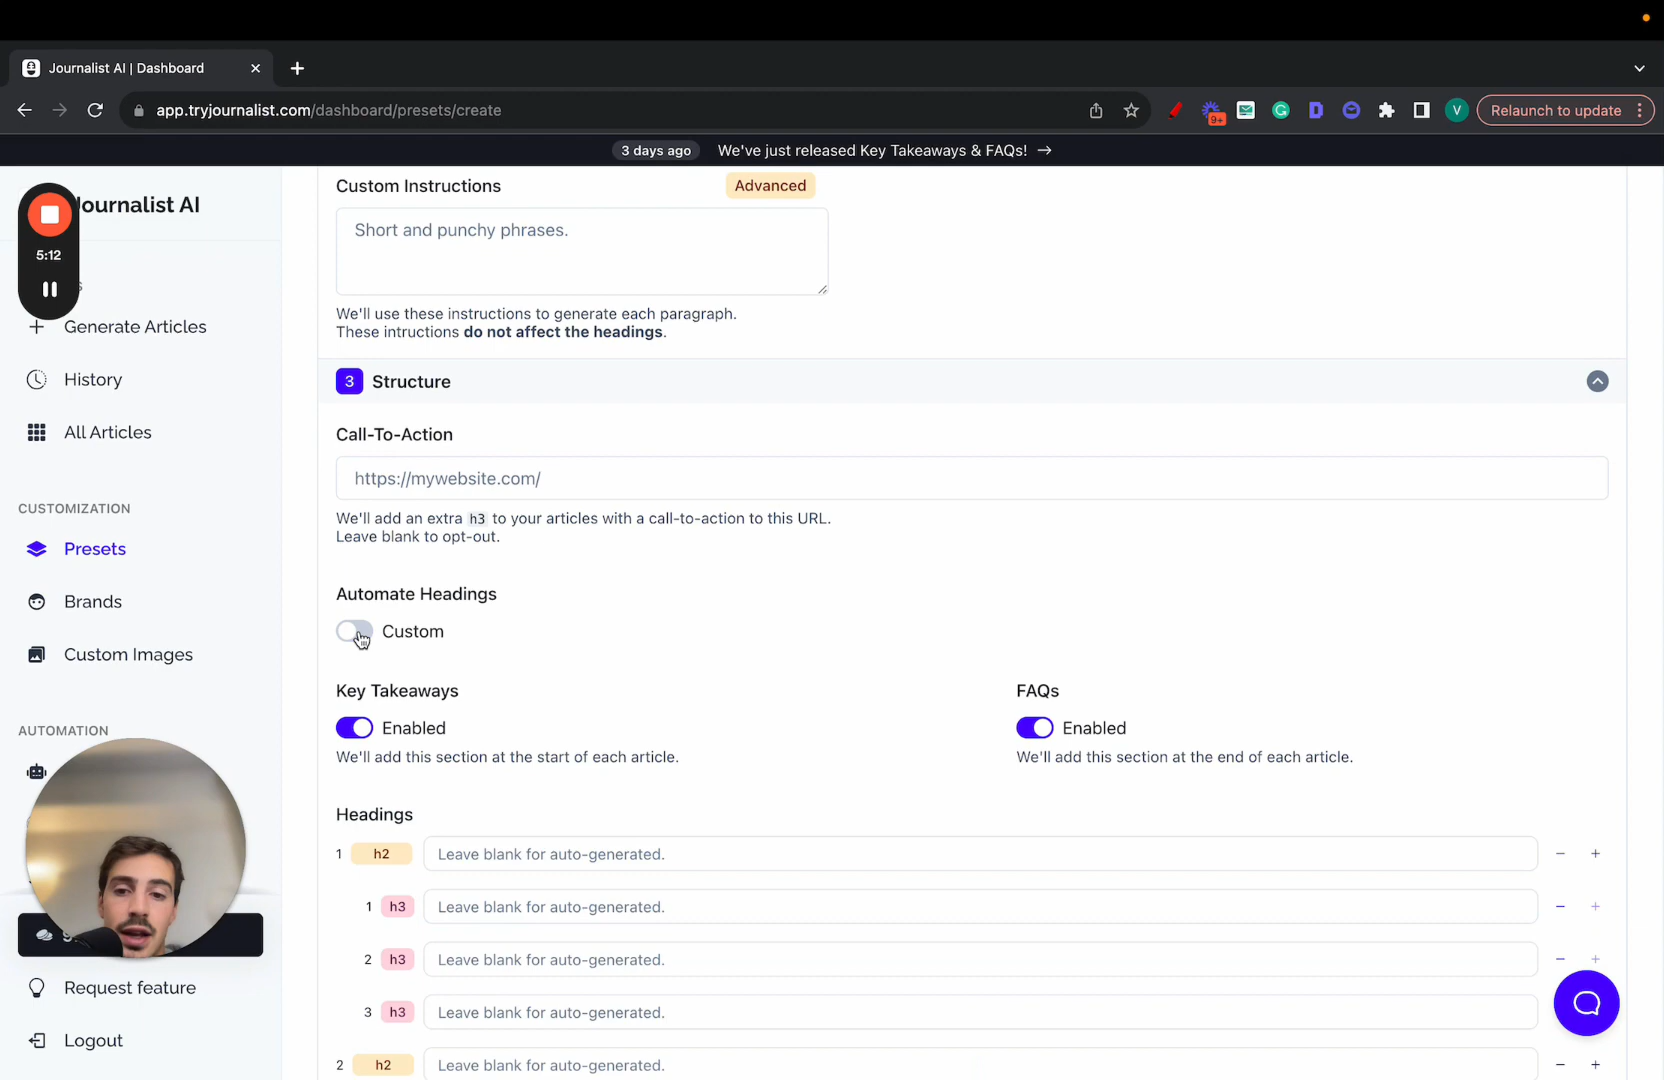 Journalist AI | Dashboard
app.tryjournalist.com/dashboard/presets/create
9+
V
Relaunch to update
3 days ago We've just released Key Takeaways & FAQs! →
Journalist AI
5:12
Generate Articles
History
All Articles
CUSTOMIZATION
Presets
Brands
Custom Images
AUTOMATION
Request feature
Logout
Custom Instructions Advanced
Short and punchy phrases.
We'll use these instructions to generate each paragraph.
These intructions do not affect the headings.
3 Structure
Call-To-Action
https://mywebsite.com/
We'll add an extra h3 to your articles with a call-to-action to this URL.
Leave blank to opt-out.
Automate Headings
Custom
Key Takeaways
Enabled
We'll add this section at the start of each article.
FAQs
Enabled
We'll add this section at the end of each article.
Headings
1 h2 Leave blank for auto-generated. − +
1 h3 Leave blank for auto-generated. − +
2 h3 Leave blank for auto-generated. − +
3 h3 Leave blank for auto-generated.
2 h2 Leave blank for auto-generated. − +